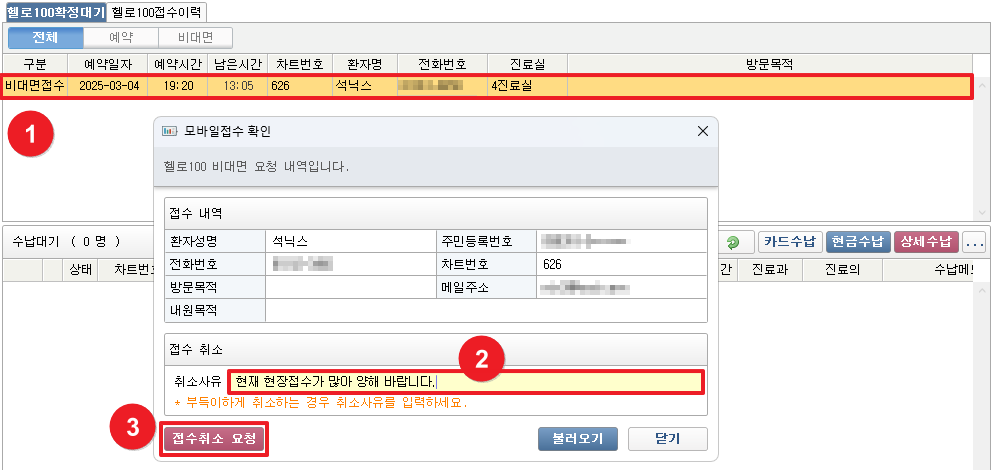 헬로100확정대기 헬로100접수이력
전체 예약 비대면
구분 예약일자 예약시간 남은시간 차트번호 환자명 전화번호 진료실 방문목적
비대면접수 2025-03-04 19:20 13:05 626 석닉스 4진료실
1
모바일접수 확인
헬로100 비대면 요청 내역입니다.
접수 내역
환자성명 석닉스 주민등록번호
전화번호 차트번호 626
방문목적 메일주소
내원목적
수납대기 ( 0 명 ) 카드수납 현금수납 상세수납 ...
상태 차트번 간 진료과 진료의 수납메
접수 취소
2
취소사유 현재 현장접수가 많아 양해 바랍니다.
* 부득이하게 취소하는 경우 취소사유를 입력하세요.
3
접수취소 요청 불러오기 닫기